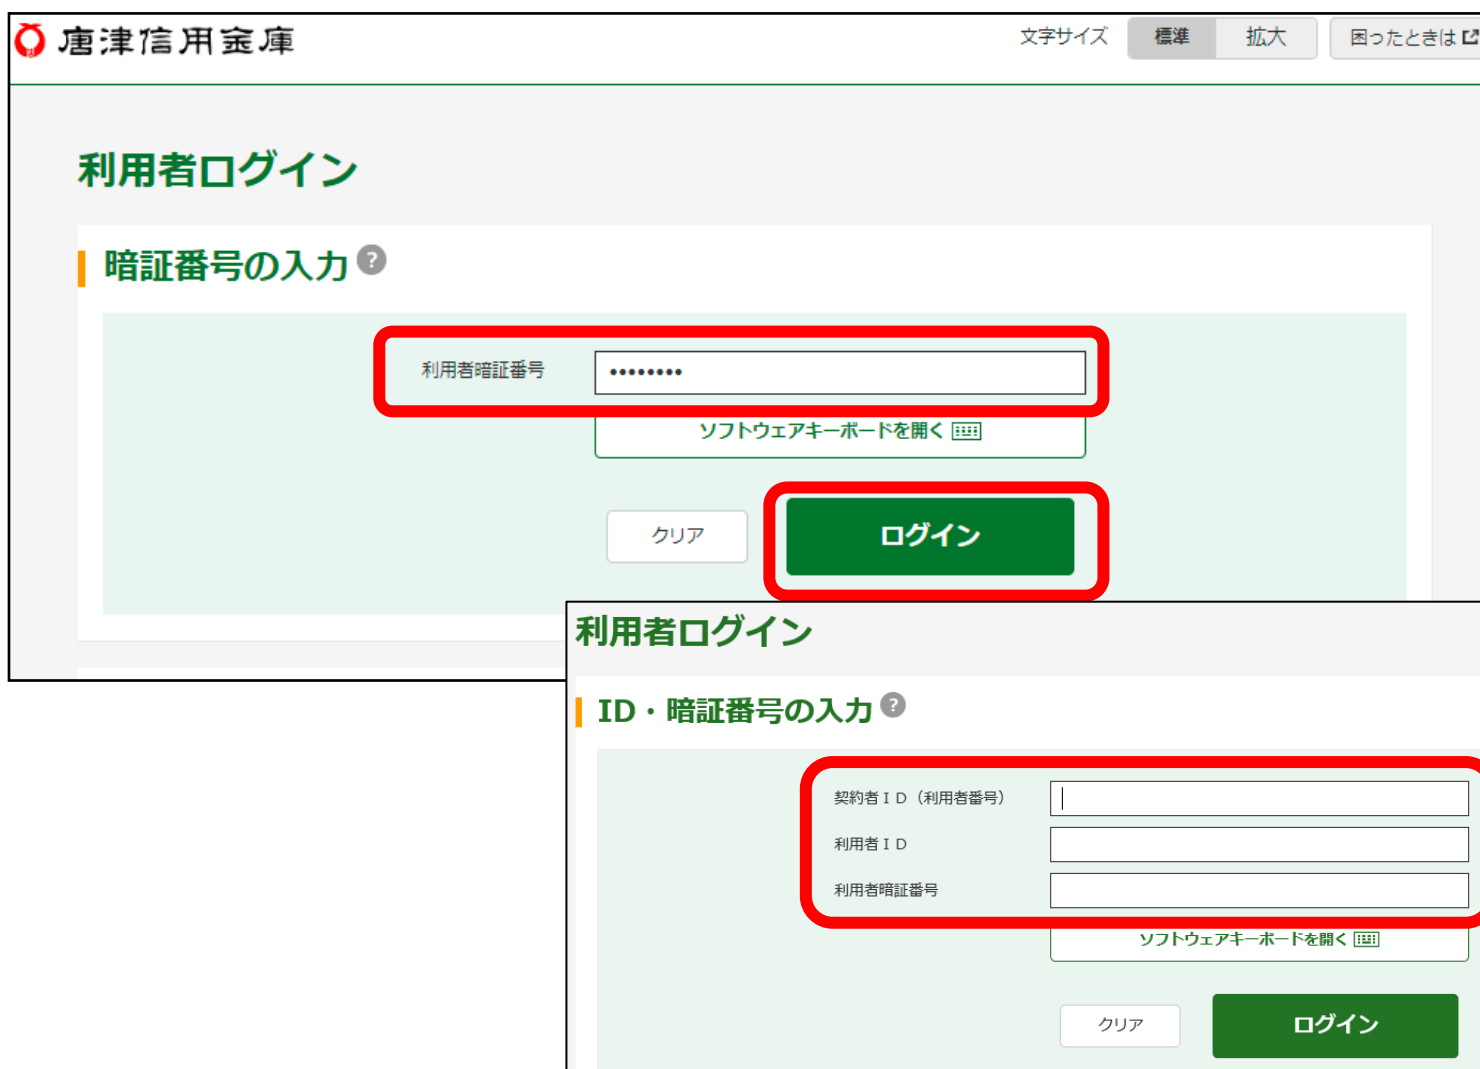 唐津信用金庫
文字サイズ 標準 拡大 困ったときは
利用者ログイン
暗証番号の入力 ?
利用者暗証番号 ••••••••
ソフトウェアキーボードを開く
クリア ログイン
利用者ログイン
ID・暗証番号の入力 ?
契約者ＩＤ（利用者番号）
利用者ＩＤ
利用者暗証番号
ソフトウェアキーボードを開く
クリア ログイン